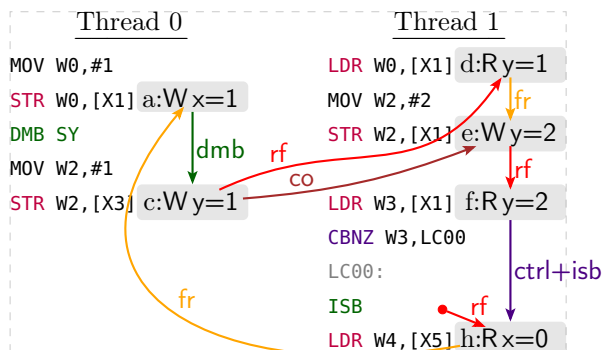 Thread 0
MOV W0,#1
STR W0,[X1] a:W x=1
DMB SY
dmb
MOV W2,#1
STR W2,[X3] c:W y=1
rf
co
fr
Thread 1
LDR W0,[X1] d:R y=1
fr
MOV W2,#2
STR W2,[X1] e:W y=2
rf
LDR W3,[X1] f:R y=2
CBNZ W3,LC00
LC00:
ctrl+isb
ISB
rf
LDR W4,[X5] h:R x=0